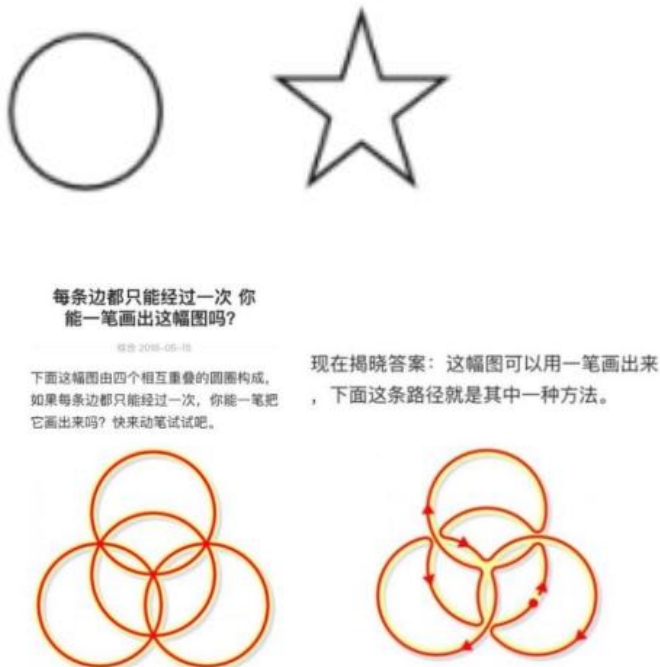 每条边都只能经过一次 你
能一笔画出这幅图吗?
综合 2018-05-15
下面这幅图由四个相互重叠的圆圈构成。
如果每条边都只能经过一次，你能一笔把
它画出来吗？快来动笔试试吧。
现在揭晓答案：这幅图可以用一笔画出来
，下面这条路径就是其中一种方法。